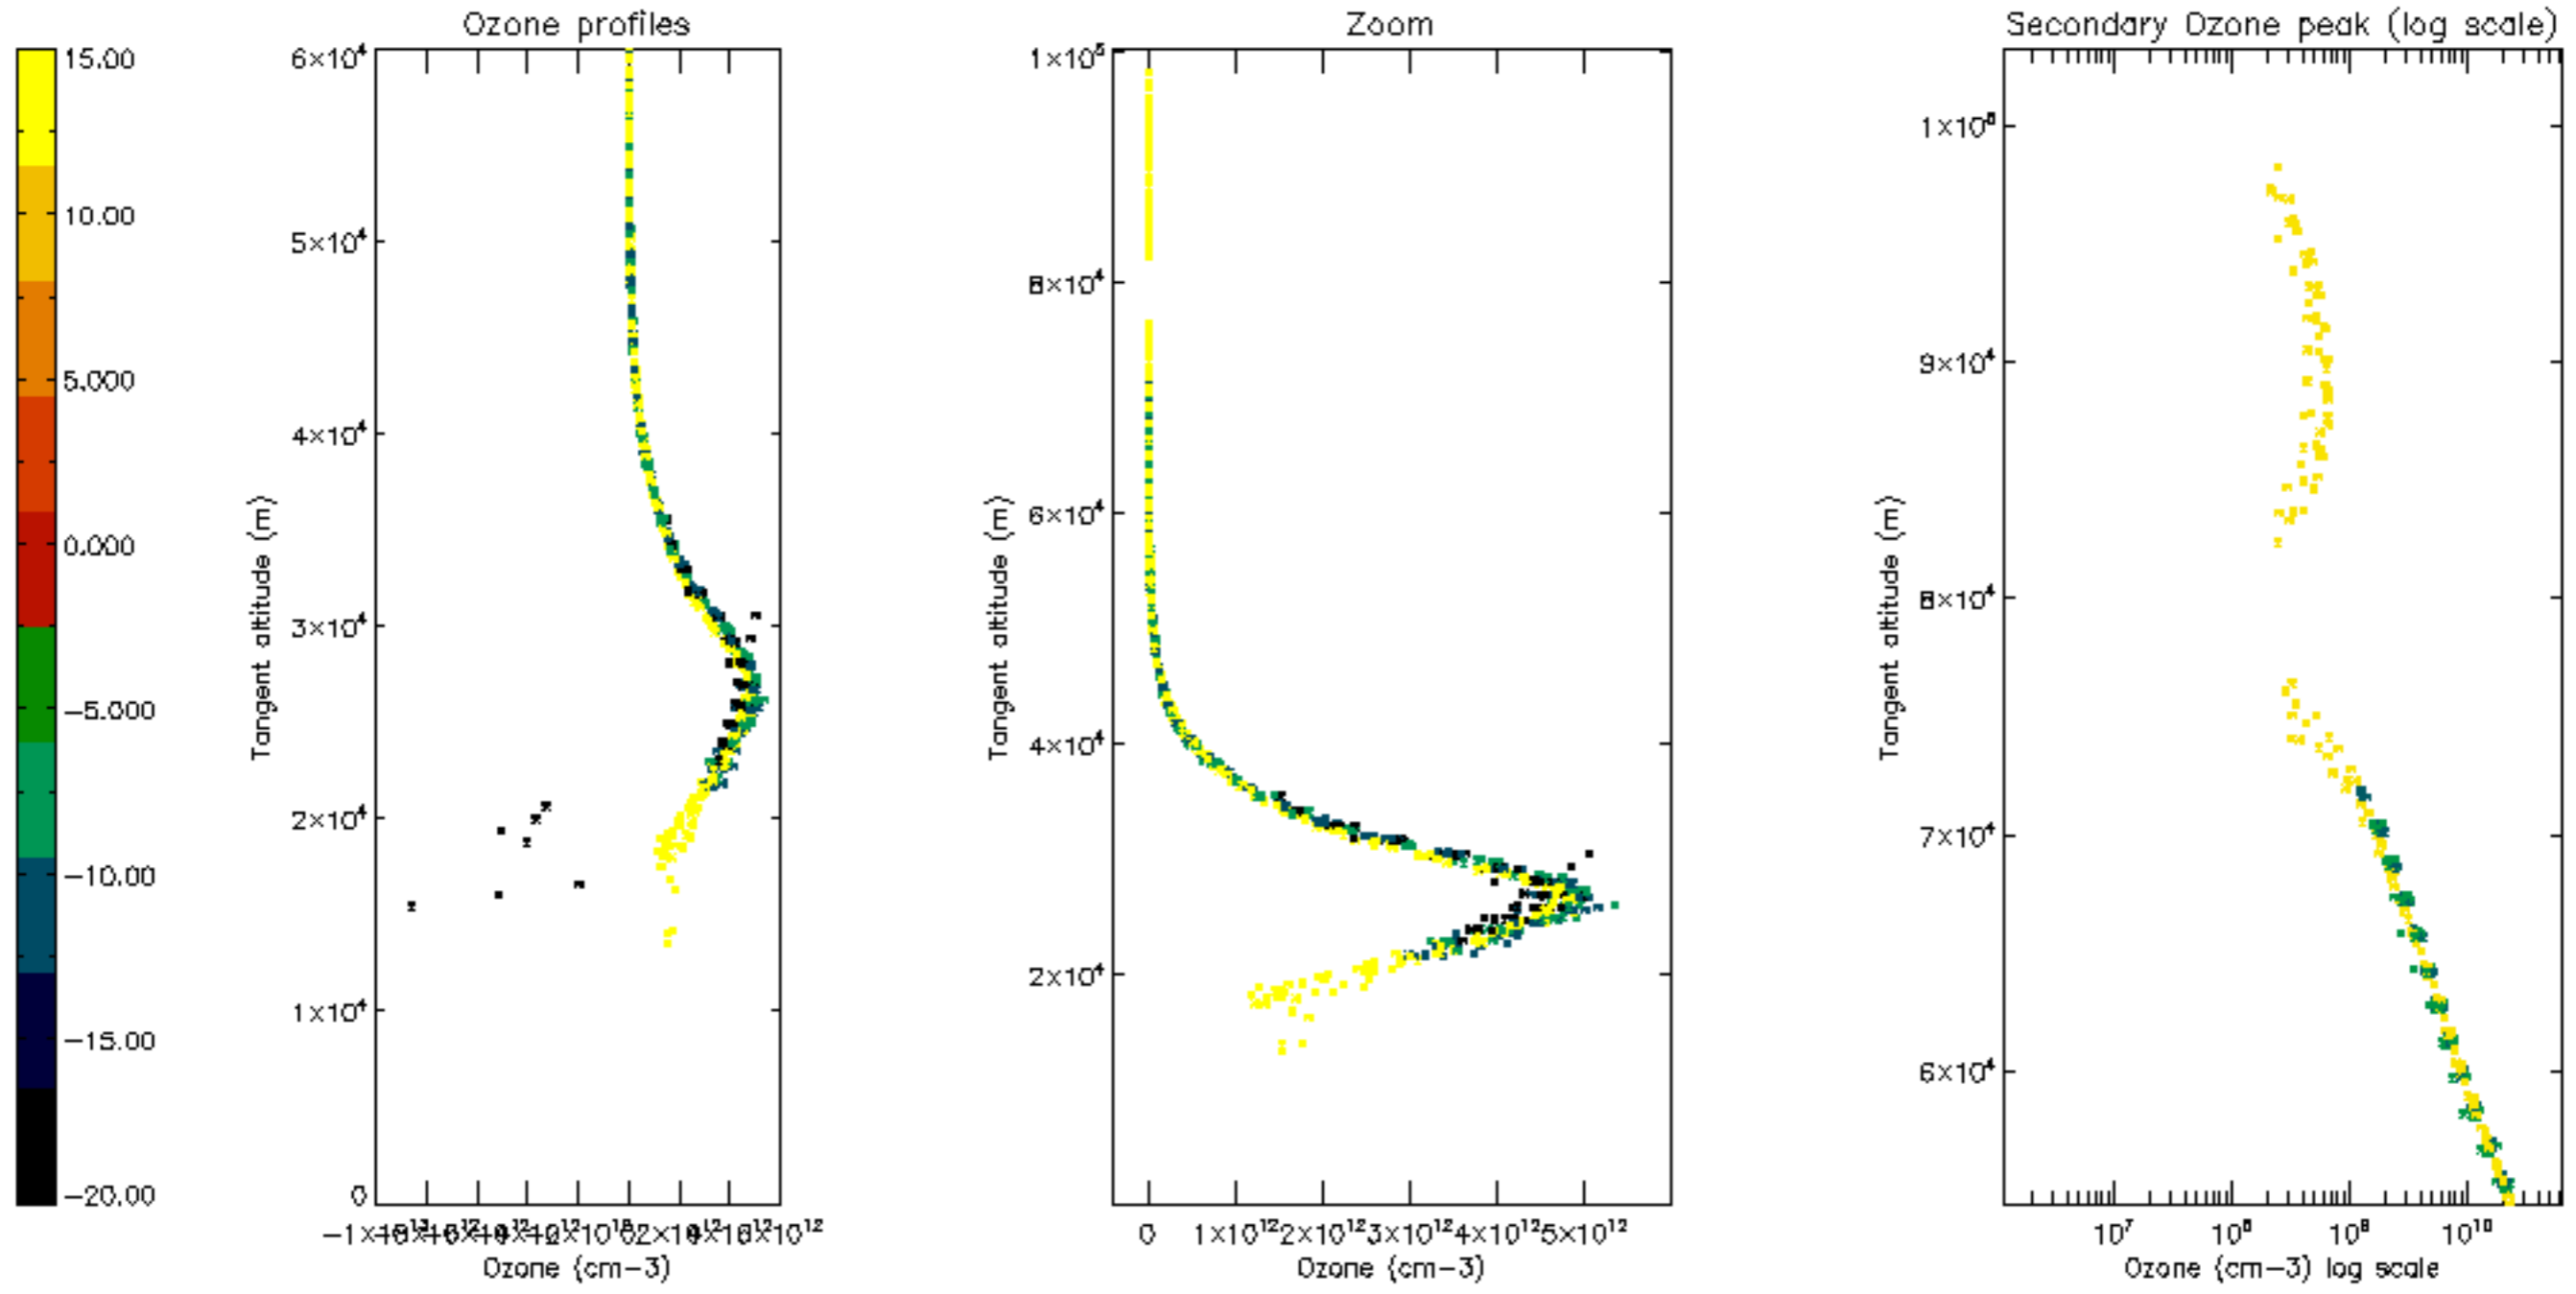 Ozone profiles
Zoom
Secondary Ozone peak (log scale)
15.00
10.00
5.000
0.000
−5.000
−10.00
−15.00
−20.00
6×10⁴
5×10⁴
4×10⁴
3×10⁴
2×10⁴
1×10⁴
0
Tangent altitude (m)
6×10¹²
Ozone (cm−3)
1×10⁵
8×10⁴
6×10⁴
4×10⁴
2×10⁴
Tangent altitude (m)
0 1×10¹² 2×10¹² 3×10¹² 4×10¹² 5×10¹²
Ozone (cm−3)
1×10⁵
9×10⁴
8×10⁴
7×10⁴
6×10⁴
Tangent altitude (m)
10⁷ 10⁸ 10⁹ 10¹⁰
Ozone (cm−3) log scale